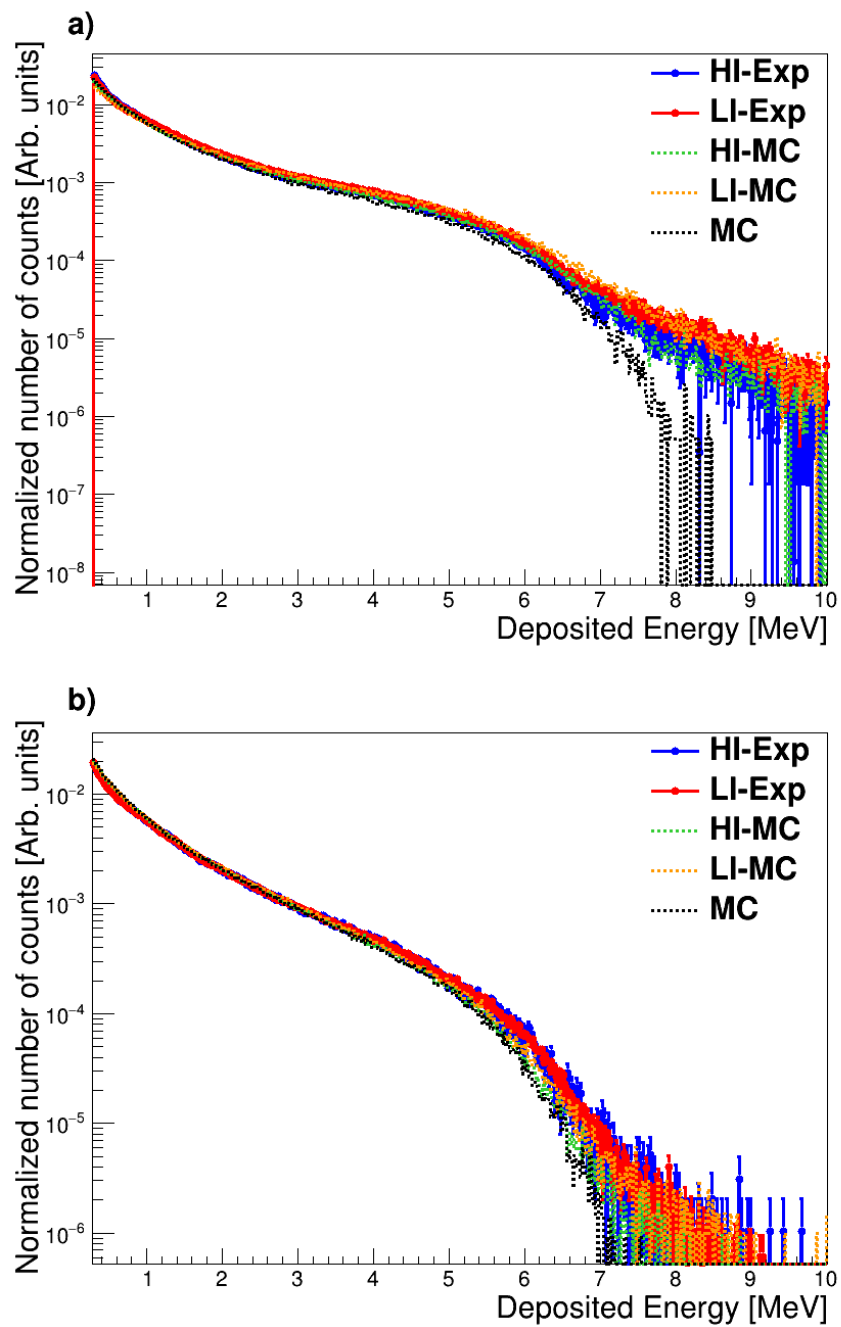 a)
Normalized number of counts [Arb. units]
10⁻²
10⁻³
10⁻⁴
10⁻⁵
10⁻⁶
10⁻⁷
10⁻⁸
HI-Exp
LI-Exp
HI-MC
LI-MC
MC
1 2 3 4 5 6 7 8 9 10
Deposited Energy [MeV]
b)
Normalized number of counts [Arb. units]
10⁻²
10⁻³
10⁻⁴
10⁻⁵
10⁻⁶
HI-Exp
LI-Exp
HI-MC
LI-MC
MC
1 2 3 4 5 6 7 8 9 10
Deposited Energy [MeV]